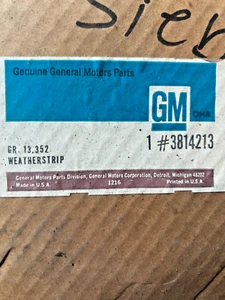 Genuine General Motors Parts
GM
1 #3814213
GR. 13.352
WEATHERSTRIP
General Motors Parts Division, General Motors Corporation, Detroit, Michigan 48202
Made in U.S.A. 1216 Printed in U.S.A.